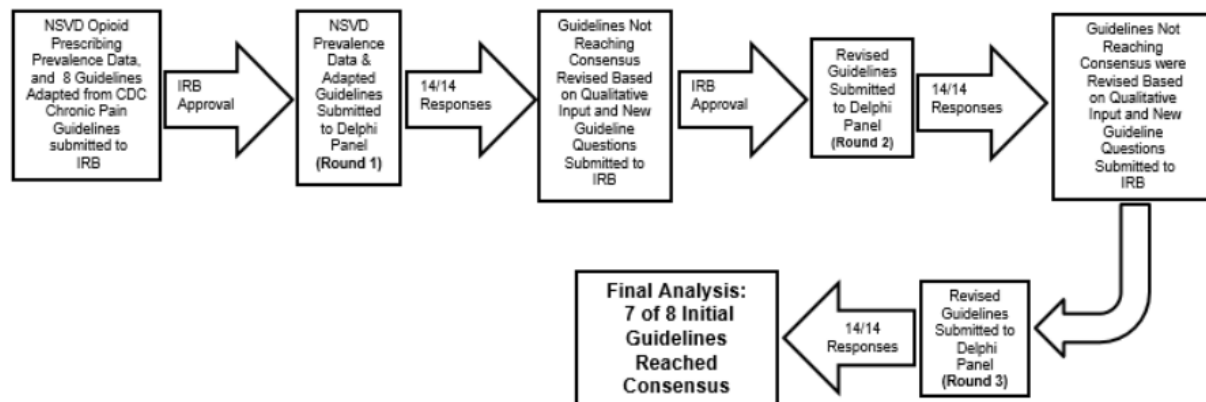 NSVD Opioid
Prescribing
Prevalence Data,
and 8 Guidelines
Adapted from CDC
Chronic Pain
Guidelines
submitted to
IRB
IRB
Approval
NSVD
Prevalence
Data &
Adapted
Guidelines
Submitted
to Delphi
Panel
(Round 1)
14/14
Responses
Guidelines Not
Reaching
Consensus
Revised Based
on Qualitative
Input and New
Guideline
Questions
Submitted to
IRB
IRB
Approval
Revised
Guidelines
Submitted
to Delphi
Panel
(Round 2)
14/14
Responses
Guidelines Not
Reaching
Consensus were
Revised Based
on Qualitative
Input and New
Guideline
Questions
Submitted to
IRB
Revised
Guidelines
Submitted to
Delphi
Panel
(Round 3)
14/14
Responses
Final Analysis:
7 of 8 Initial
Guidelines
Reached
Consensus